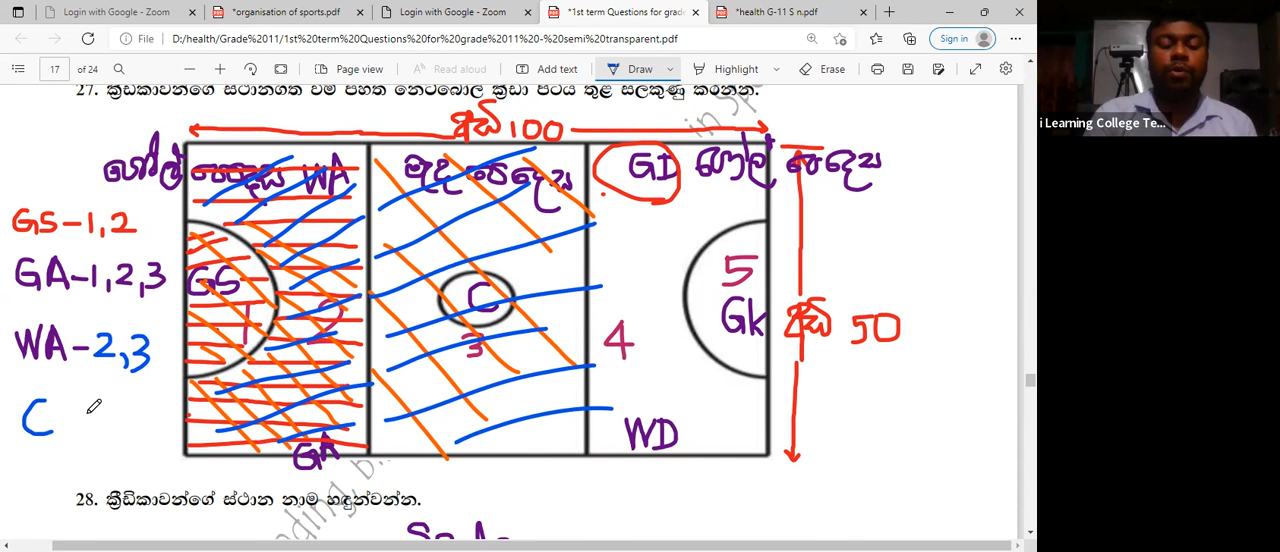 Login with Google - Zoom
*organisation of sports.pdf
Login with Google - Zoom
*1st term Questions for grade
*health G-11 S n.pdf
File
D:/health/Grade%2011/1st%20term%20Questions%20for%20grade%2011%20-%20semi%20transparent.pdf
Sign in
17 of 24
Page view
Read aloud
Add text
Draw
Highlight
Erase
i Learning College Te...
27. ක්‍රීඩිකාවන්ගේ ස්ථානගත වීම පහත නෙට්බෝල් ක්‍රීඩා පිටිය තුළ සලකුණු කරන්න.
අඩි 100
ගෝල් පෙදෙස WA
මැද පෙදෙස
GD ගෝල් පෙදෙස
GS-1,2
GA-1,2,3
GS
C
5
GK
1
2
3
4
අඩි 50
WA-2,3
C
GA
WD
28. ක්‍රීඩිකාවන්ගේ ස්ථාන නාම හඳුන්වන්න.